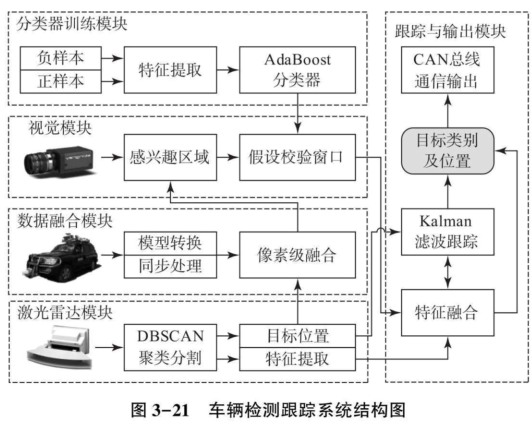 分类器训练模块
负样本
正样本
特征提取
AdaBoost
分类器
视觉模块
感兴趣区域
假设校验窗口
数据融合模块
模型转换
同步处理
像素级融合
激光雷达模块
DBSCAN
聚类分割
目标位置
特征提取
跟踪与输出模块
CAN总线
通信输出
目标类别
及位置
Kalman
滤波跟踪
特征融合
图 3-21 车辆检测跟踪系统结构图